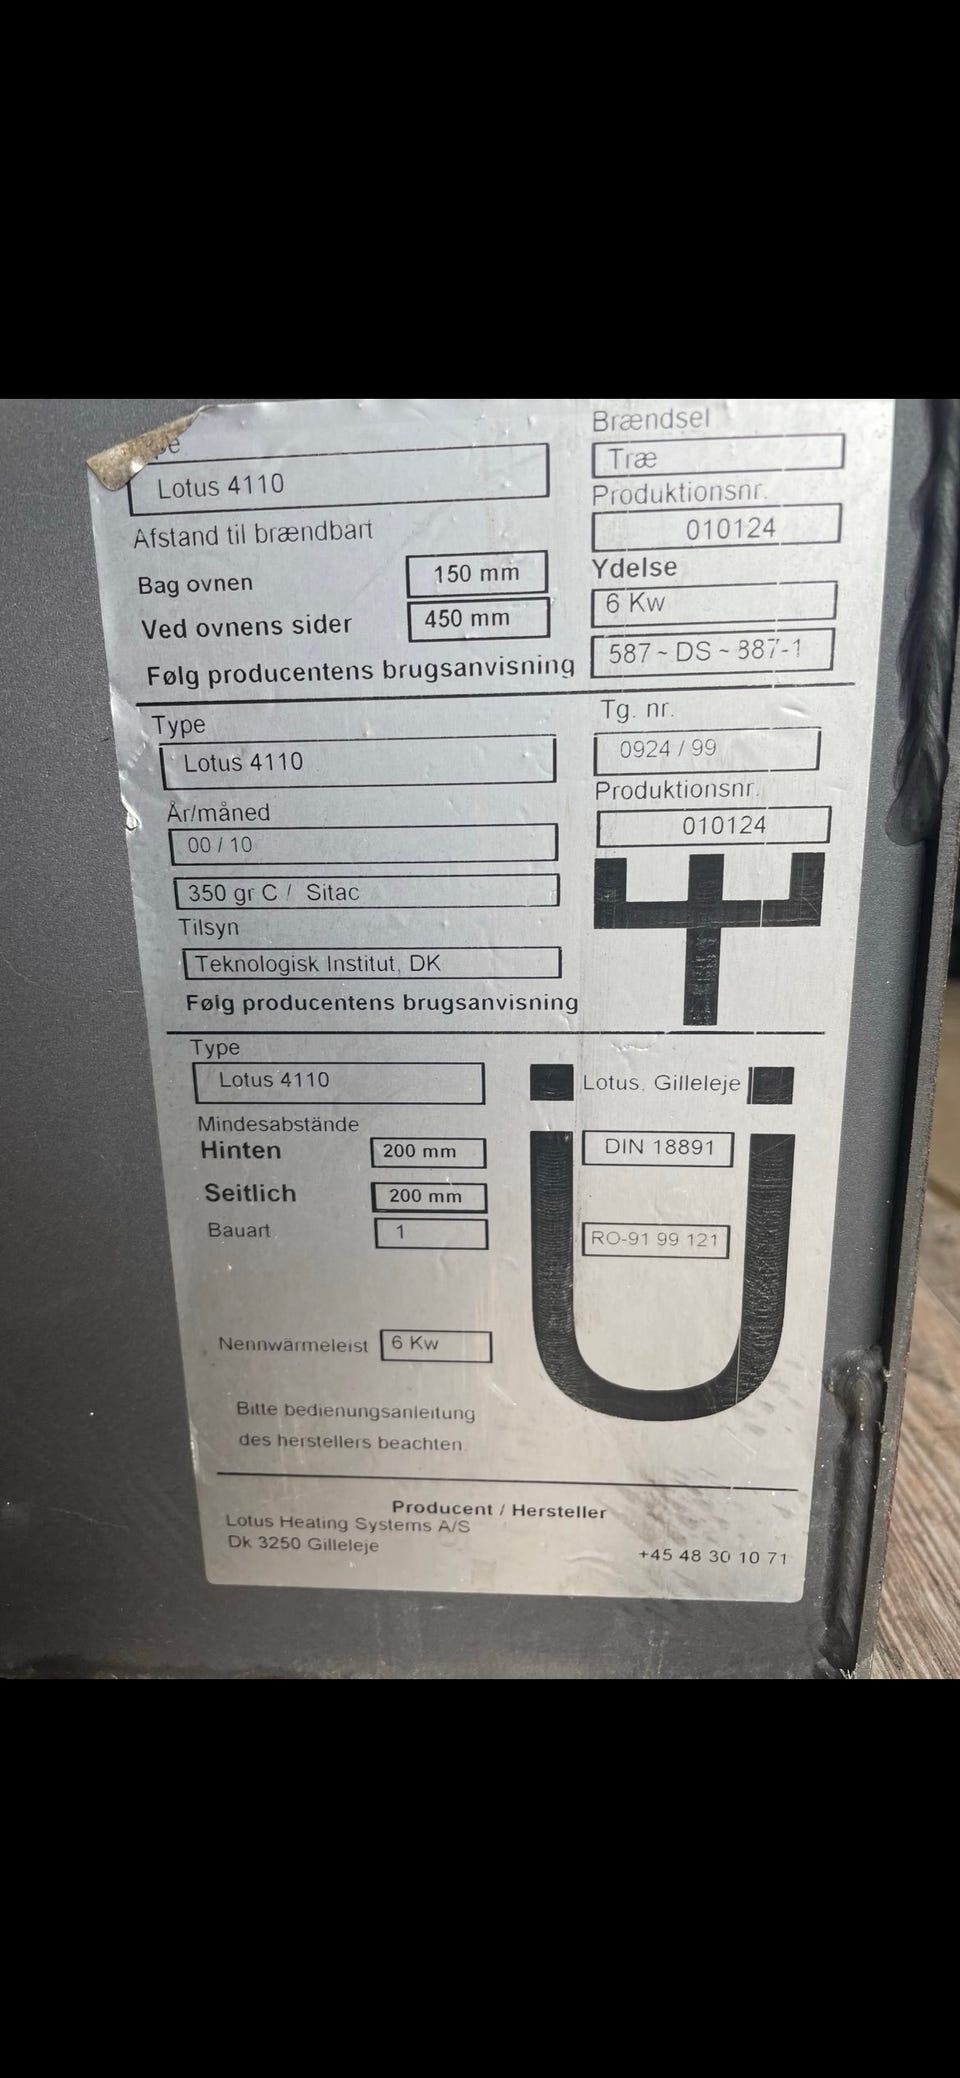 Lotus 4110
Afstand til brændbart
Bag ovnen 150 mm
Ved ovnens sider 450 mm
Følg producentens brugsanvisning
Brændsel
Træ
Produktionsnr.
010124
Ydelse
6 Kw
587 ~ DS ~ 887-1
Type
Lotus 4110
År/måned
00 / 10
350 gr C / Sitac
Tilsyn
Teknologisk Institut, DK
Følg producentens brugsanvisning
Tg. nr.
0924 / 99
Produktionsnr.
010124
Type
Lotus 4110
Mindesabstände
Hinten 200 mm
Seitlich 200 mm
Bauart 1
Nennwärmeleist 6 Kw
Bitte bedienungsanleitung
des herstellers beachten
Lotus, Gilleleje
DIN 18891
RO-91 99 121
Producent / Hersteller
Lotus Heating Systems A/S
Dk 3250 Gilleleje
+45 48 30 10 71